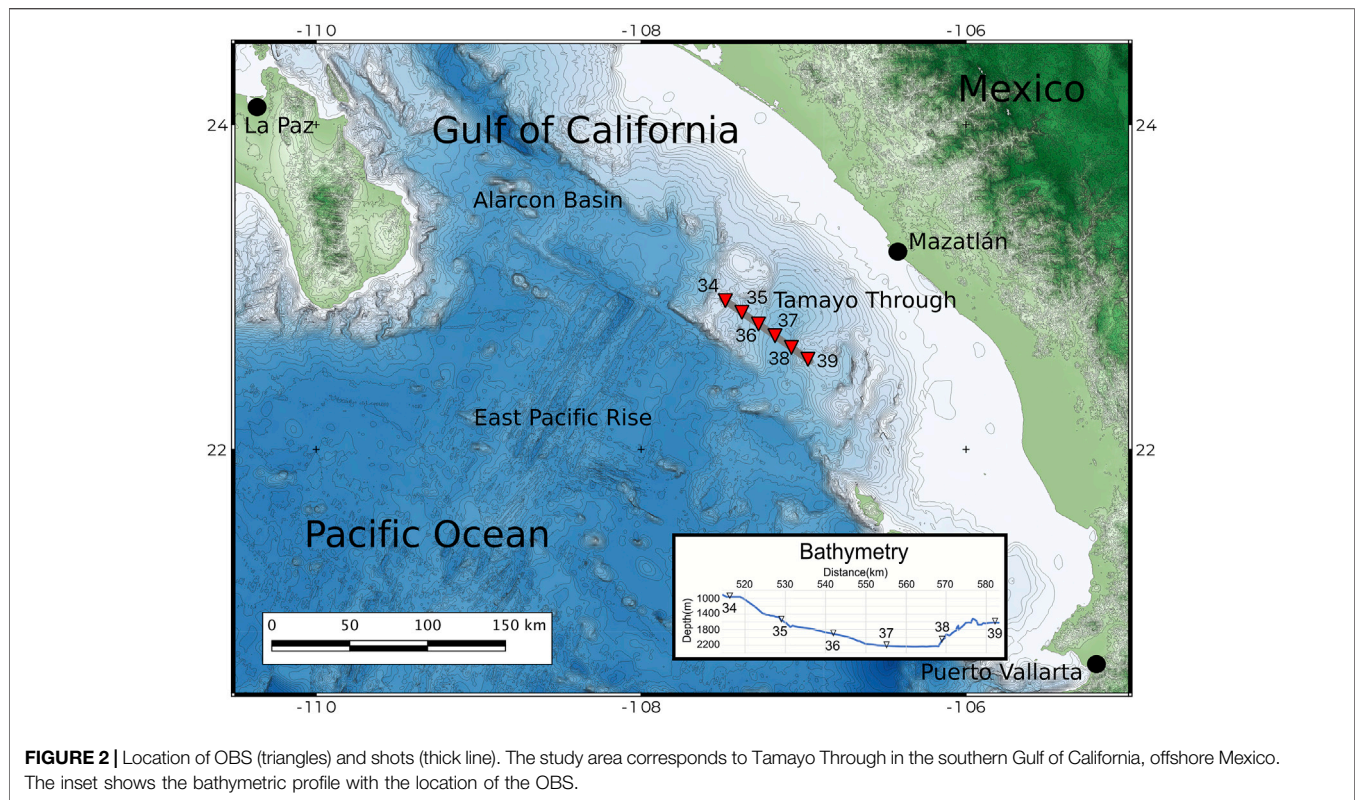 -110 -108 -106
Mexico
La Paz
24 Gulf of California 24
Alarcon Basin
Mazatlán
34 35 Tamayo Through
36 37
38 39
East Pacific Rise
22 22
Pacific Ocean
Bathymetry
Distance(km)
520 530 540 550 555 560 570 580
Depth(m)
1000
1400
1800
2200
34 35 36 37 38 39
0 50 100 150 km
Puerto Vallarta
-110 -108 -106
FIGURE 2 | Location of OBS (triangles) and shots (thick line). The study area corresponds to Tamayo Through in the southern Gulf of California, offshore Mexico.
The inset shows the bathymetric profile with the location of the OBS.